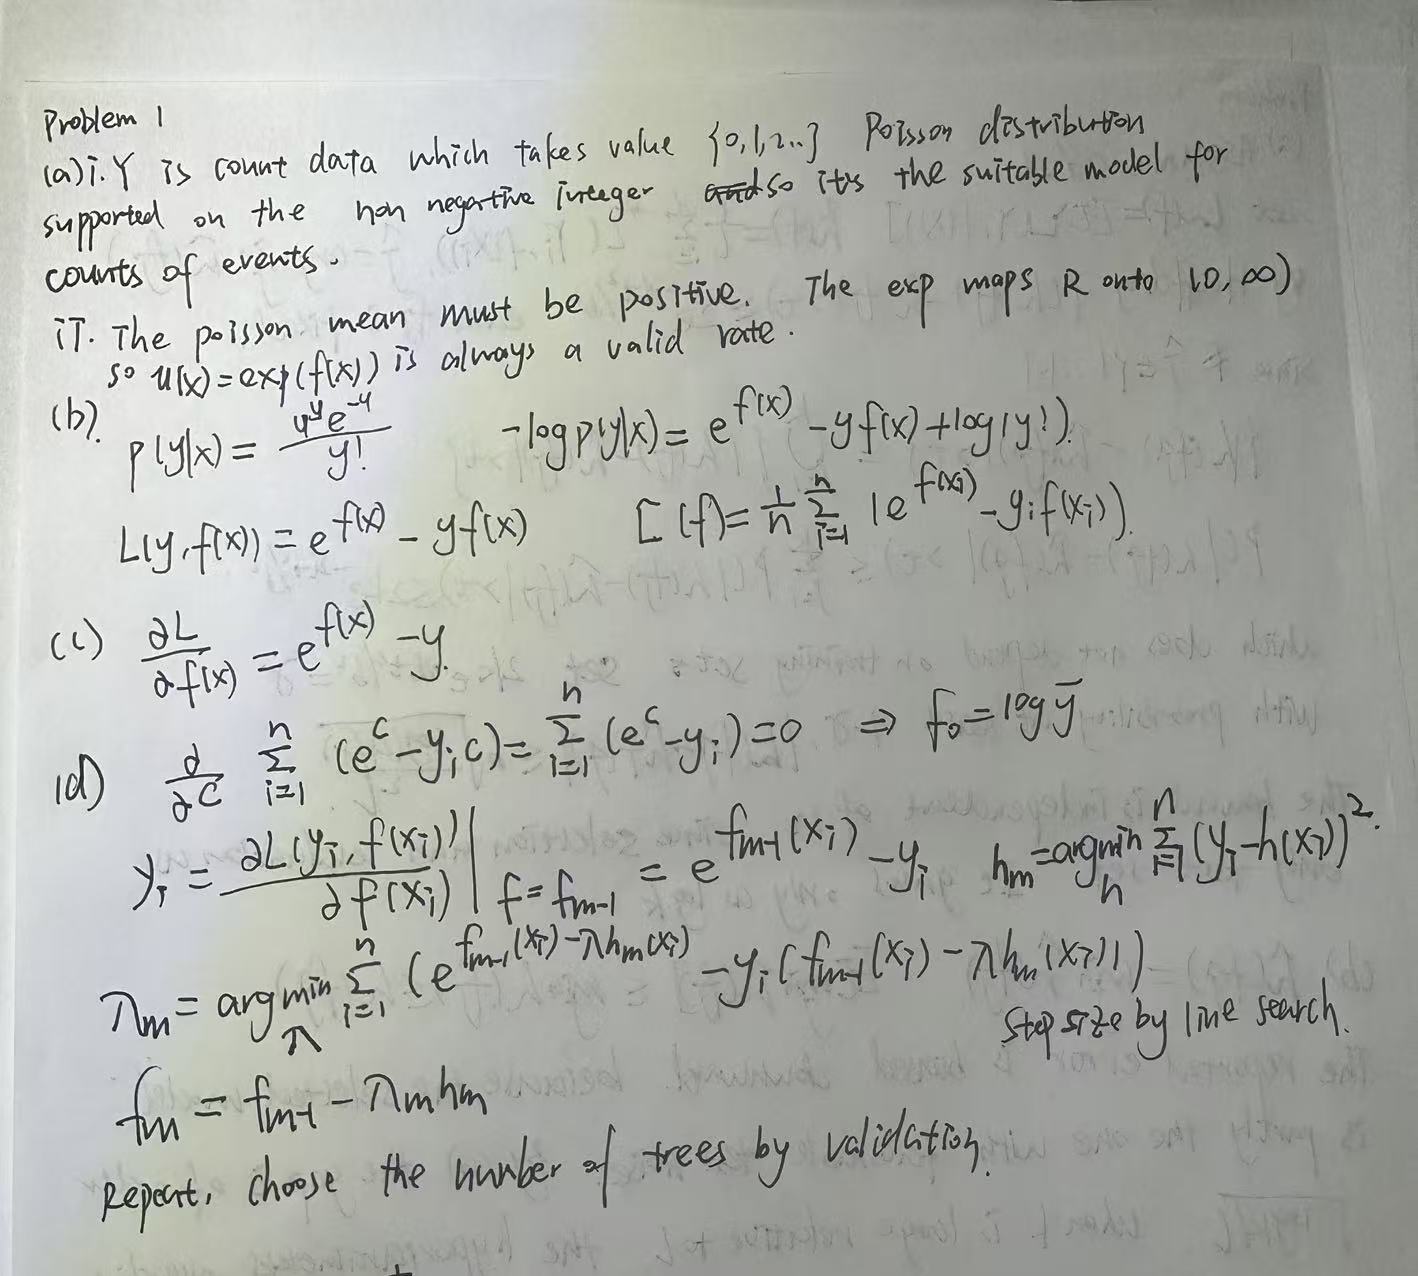 Problem 1
(a) i. Y is count data which takes value {0,1,2..} Poisson distribution
supported on the non negative integer so it's the suitable model for
counts of events.
ii. The poisson mean must be positive. The exp maps R onto (0, ∞)
so u(x) = exp(f(x)) is always a valid rate.
(b). p(y|x) = u^y e^-u / y! -log p(y|x) = e^f(x) - y f(x) + log(y!).
L(y, f(x)) = e^f(x) - y f(x) L(f) = 1/n Σ_{i=1}^n (e^f(xi) - yi f(xi)).
(c) ∂L/∂f(x) = e^f(x) - y.
(d) ∂/∂c Σ_{i=1}^n (e^c - yi c) = Σ_{i=1}^n (e^c - yi) = 0 ⇒ f0 = log ȳ
yi = ∂L(yi, f(xi))/∂f(xi) | f = fm-1 = e^fm-1(xi) - yi hm = argmin_h Σ_{i=1}^n (yi - h(xi))^2.
λm = argmin_λ Σ_{i=1}^n (e^{fm-1(xi) - λhm(xi)} - yi(fm-1(xi) - λhm(xi)))
step size by line search.
fm = fm-1 - λm hm
Repeat, choose the number of trees by validation.